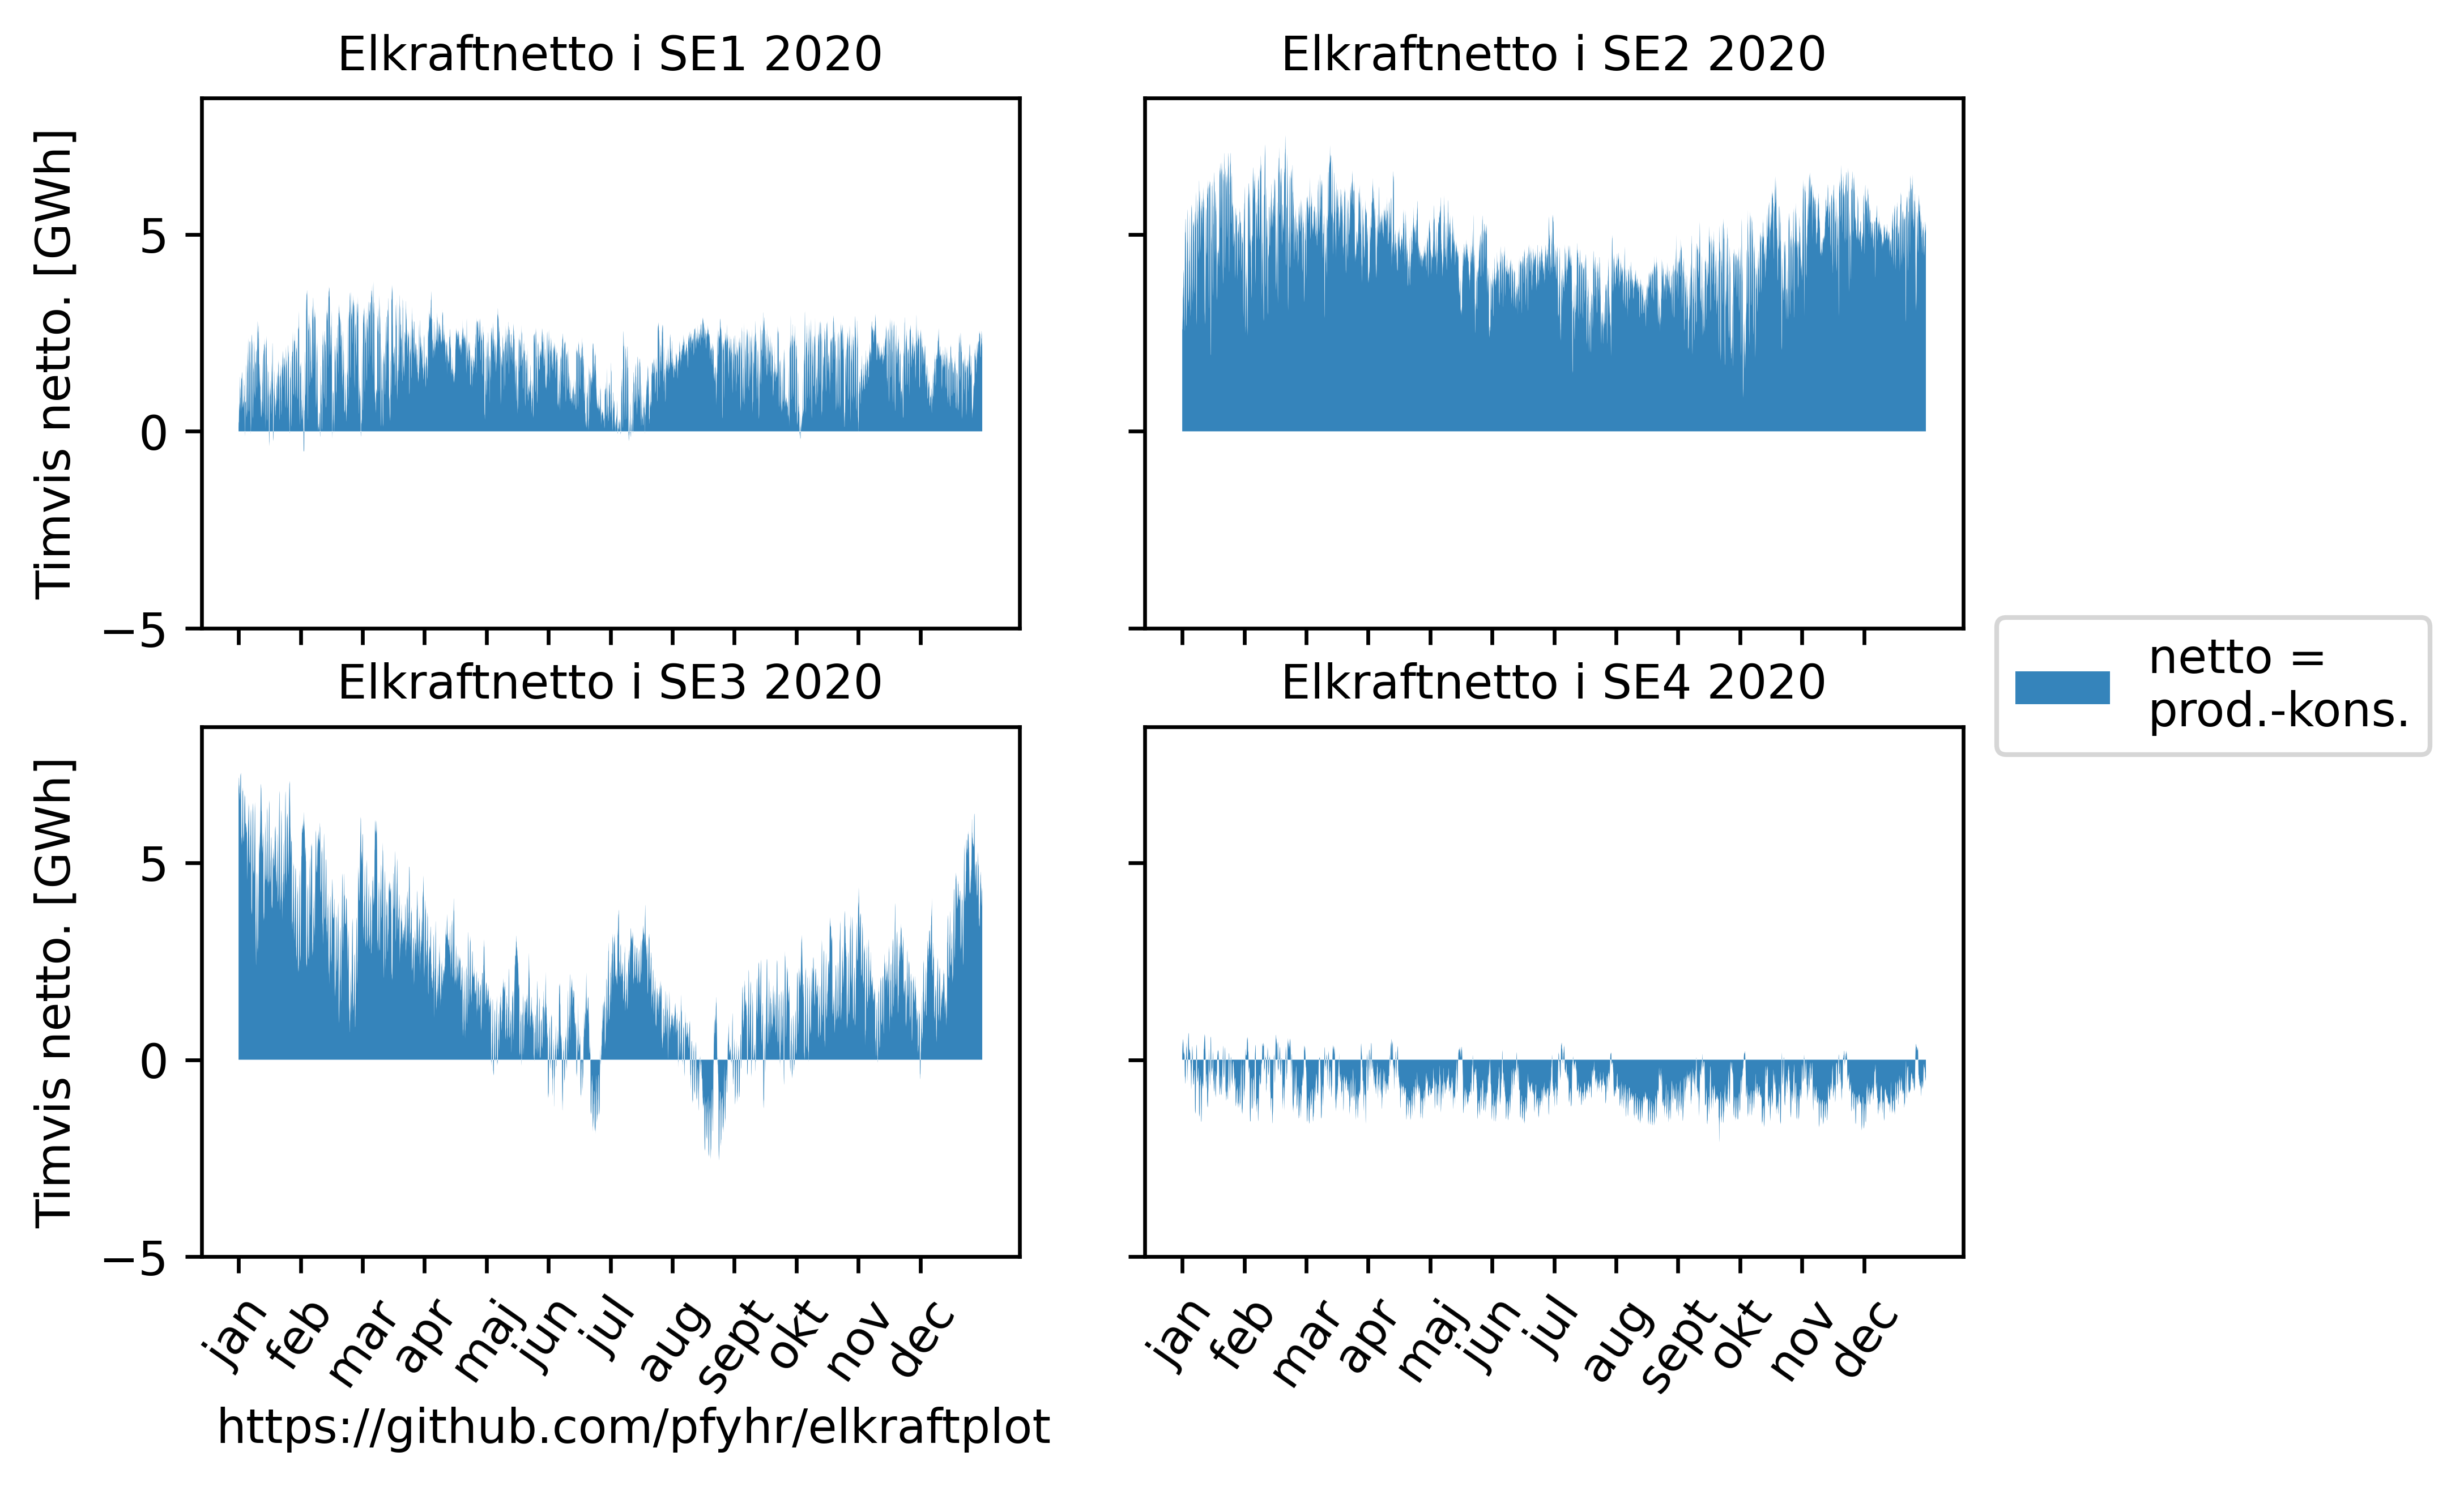 Elkraftnetto i SE1 2020
Timvis netto. [GWh]
5
0
−5
Elkraftnetto i SE2 2020
Elkraftnetto i SE3 2020
Timvis netto. [GWh]
5
0
−5
jan
feb
mar
apr
maj
jun
jul
aug
sept
okt
nov
dec
Elkraftnetto i SE4 2020
jan
feb
mar
apr
maj
jun
jul
aug
sept
okt
nov
dec
netto =
prod.-kons.
https://github.com/pfyhr/elkraftplot